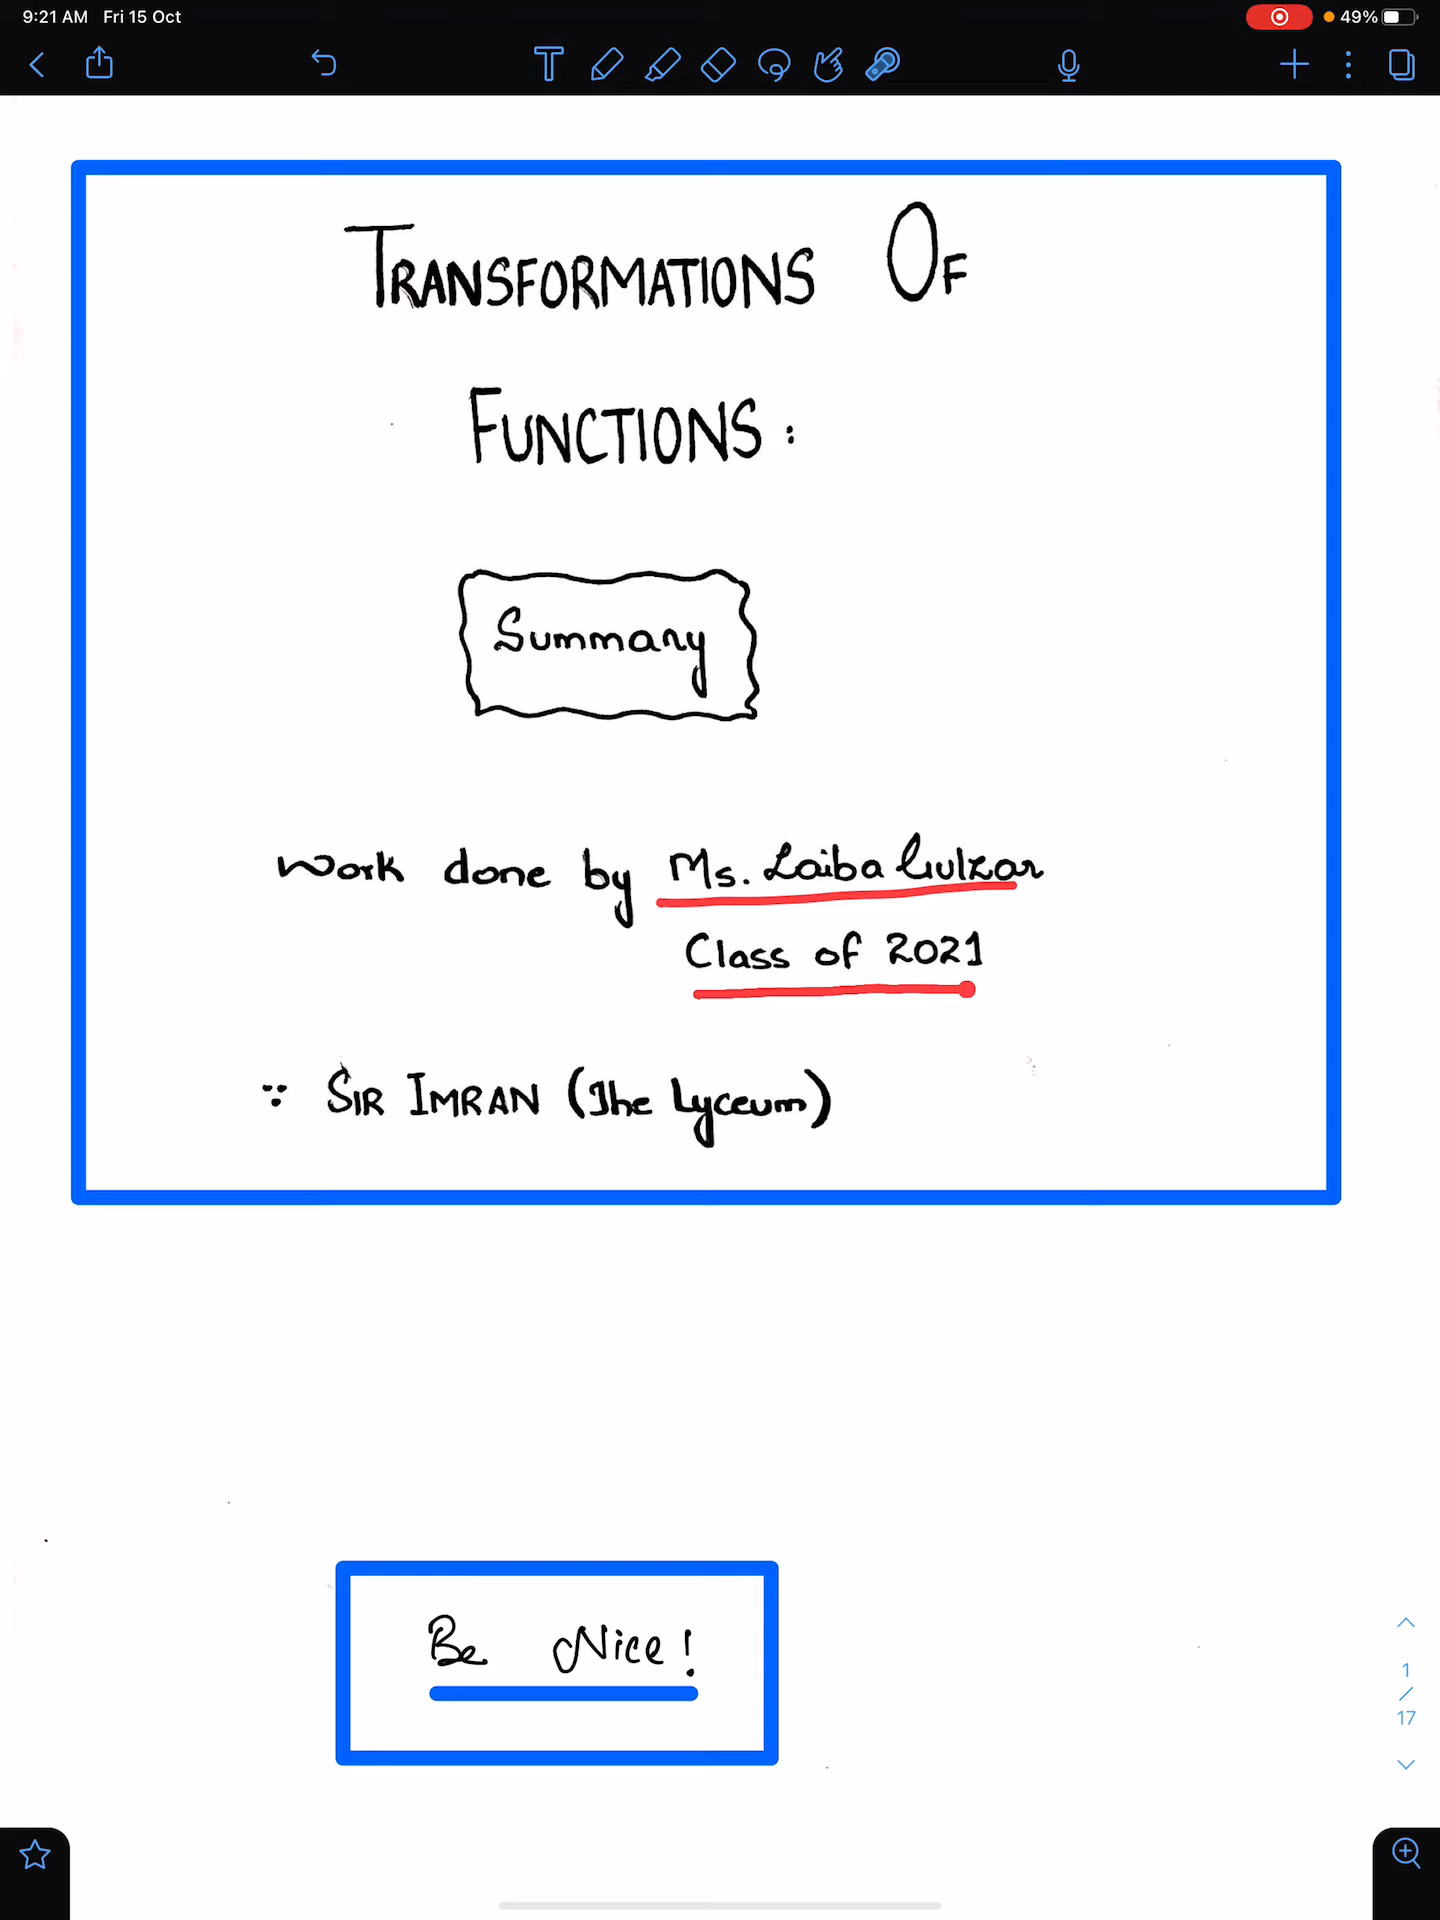 9:21 AM Fri 15 Oct
49%
TRANSFORMATIONS OF
FUNCTIONS:
Summary
Work done by Ms. Laiba Gulzar
Class of 2021
∵ SIR IMRAN (The Lyceum)
Be Nice!
1
/
17